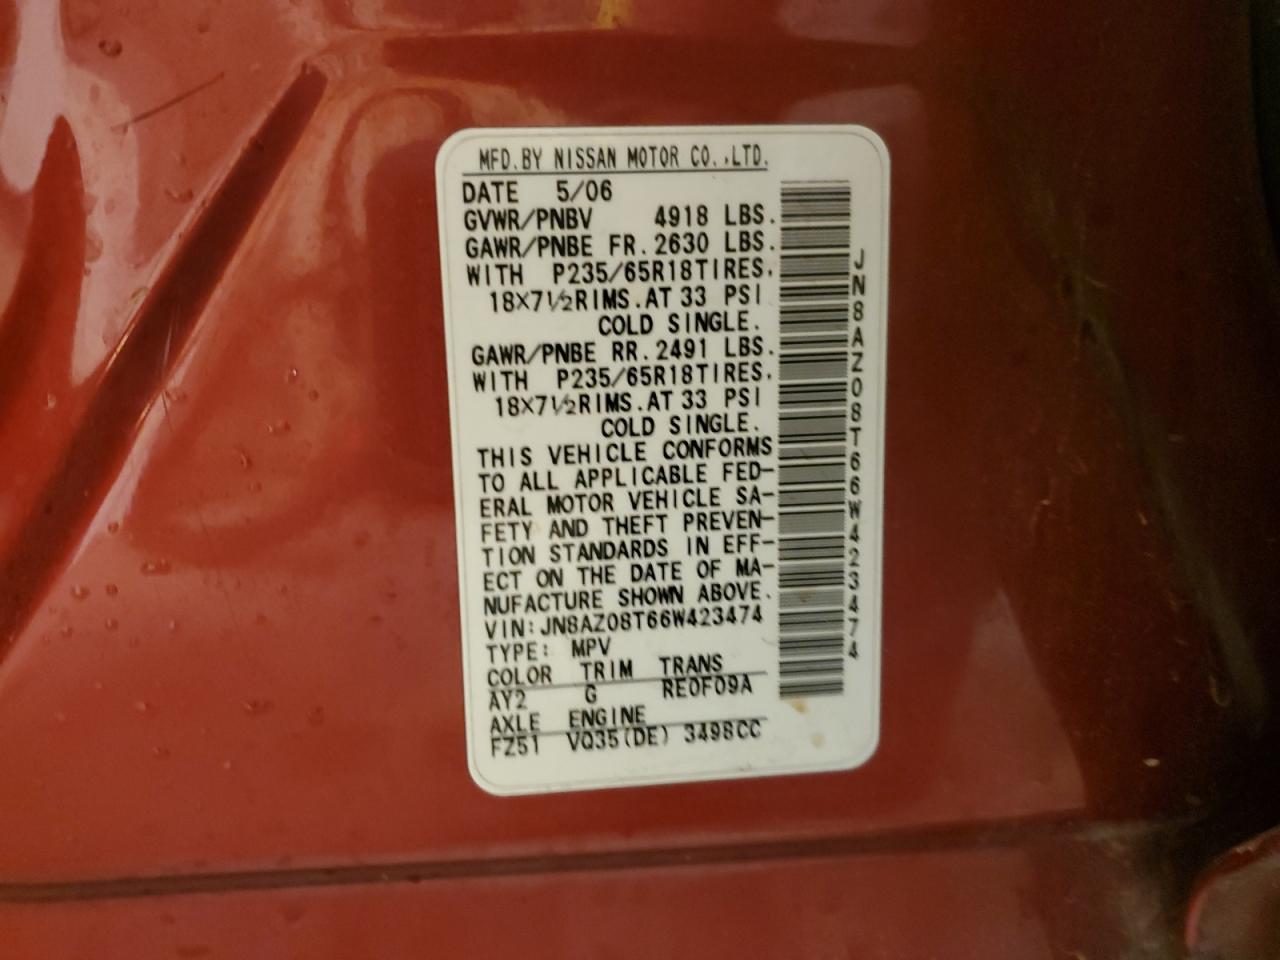 MFD.BY NISSAN MOTOR CO.,LTD.
DATE 5/06
GVWR/PNBV 4918 LBS.
GAWR/PNBE FR. 2630 LBS.
WITH P235/65R18TIRES.
18X7½RIMS.AT 33 PSI
COLD SINGLE.
GAWR/PNBE RR. 2491 LBS.
WITH P235/65R18TIRES.
18X7½RIMS.AT 33 PSI
COLD SINGLE.
THIS VEHICLE CONFORMS
TO ALL APPLICABLE FED-
ERAL MOTOR VEHICLE SA-
FETY AND THEFT PREVEN-
TION STANDARDS IN EFF-
ECT ON THE DATE OF MA-
NUFACTURE SHOWN ABOVE.
VIN:JN8AZ08T66W423474
TYPE: MPV
COLOR TRIM TRANS
AY2 G RE0F09A
AXLE ENGINE
FZ51 VQ35(DE) 3498CC
JN8AZ08T66W423474